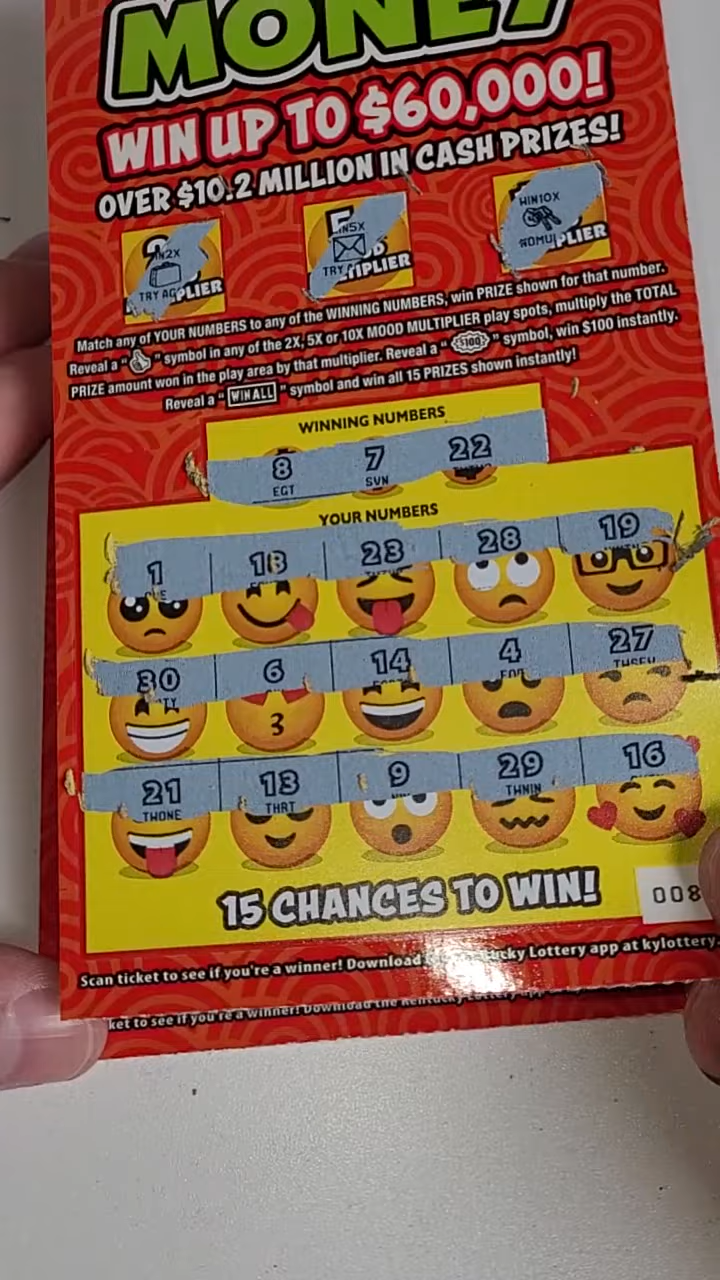 MONEY
WIN UP TO $60,000!
OVER $10.2 MILLION IN CASH PRIZES!
TRY
PLIER
5
TRY
TIPLIER
WIN10X
PLIER
Match any of YOUR NUMBERS to any of the WINNING NUMBERS, win PRIZE shown for that number.
Reveal a " " symbol in any of the 2X, 5X or 10X MOOD MULTIPLIER play spots, multiply the TOTAL
PRIZE amount won in the play area by that multiplier. Reveal a "$100" symbol, win $100 instantly.
Reveal a "WIN ALL" symbol and win all 15 PRIZES shown instantly!
WINNING NUMBERS
8 7 22
EGT SVN
YOUR NUMBERS
1 18 23 28 19
30 6 14 4 27
21 13 9 29 16
THONE THRT THNIN
15 CHANCES TO WIN!
008
Scan ticket to see if you're a winner! Download Kentucky Lottery app at kylottery.
ket to see if you're a winner! Download the Kentucky Lottery